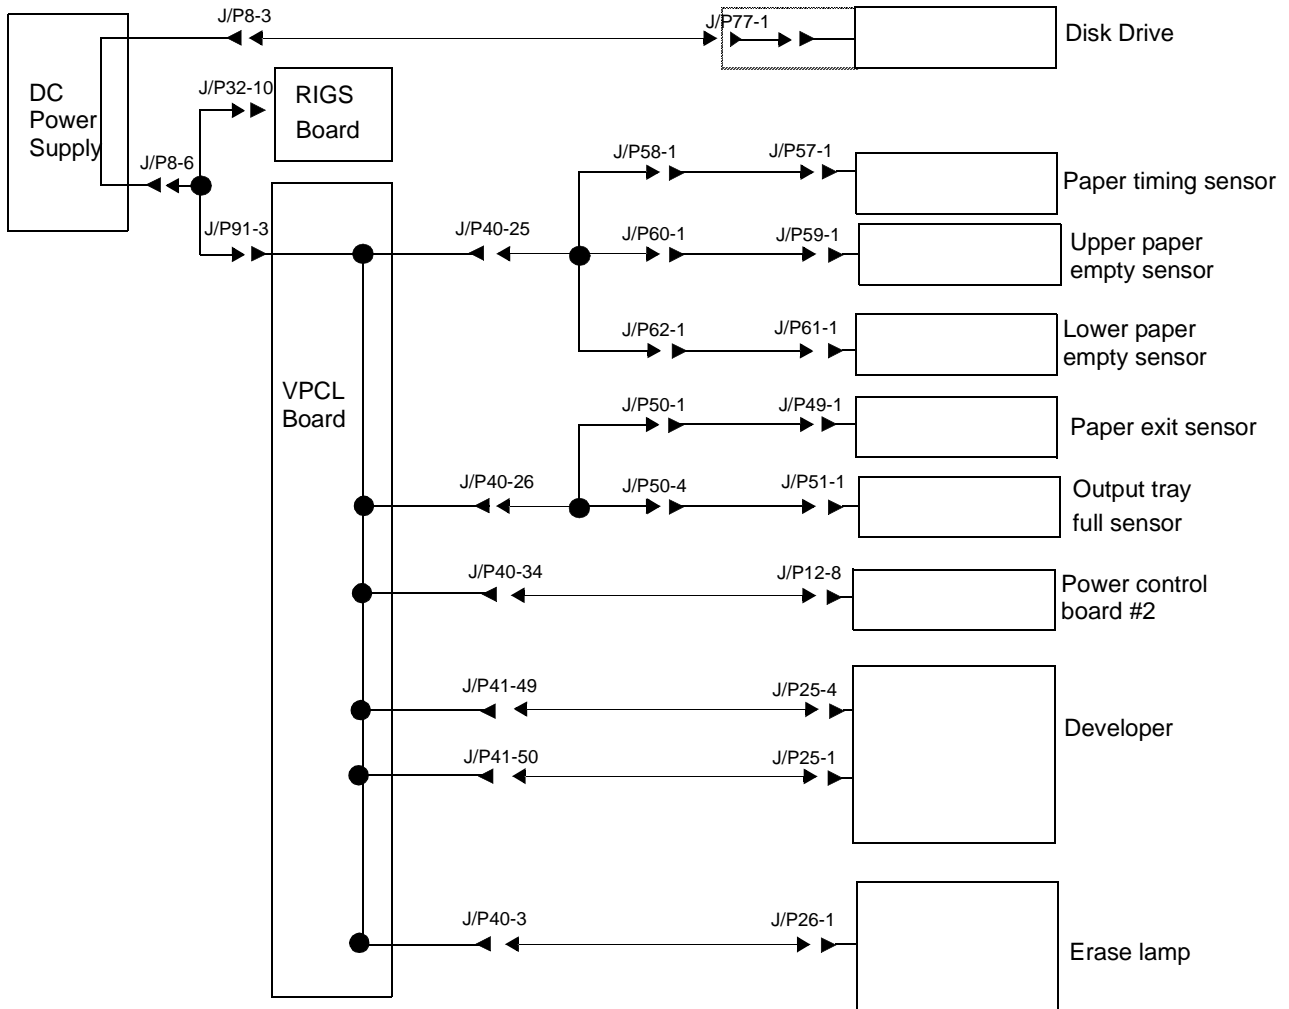 J/P8-3
J/P77-1
Disk Drive
DC
Power
Supply
J/P32-10
RIGS
Board
J/P8-6
J/P58-1
J/P57-1
Paper timing sensor
J/P91-3
J/P40-25
J/P60-1
J/P59-1
Upper paper
empty sensor
J/P62-1
J/P61-1
Lower paper
empty sensor
VPCL
Board
J/P50-1
J/P49-1
Paper exit sensor
J/P40-26
J/P50-4
J/P51-1
Output tray
full sensor
J/P40-34
J/P12-8
Power control
board #2
J/P41-49
J/P25-4
Developer
J/P41-50
J/P25-1
J/P40-3
J/P26-1
Erase lamp